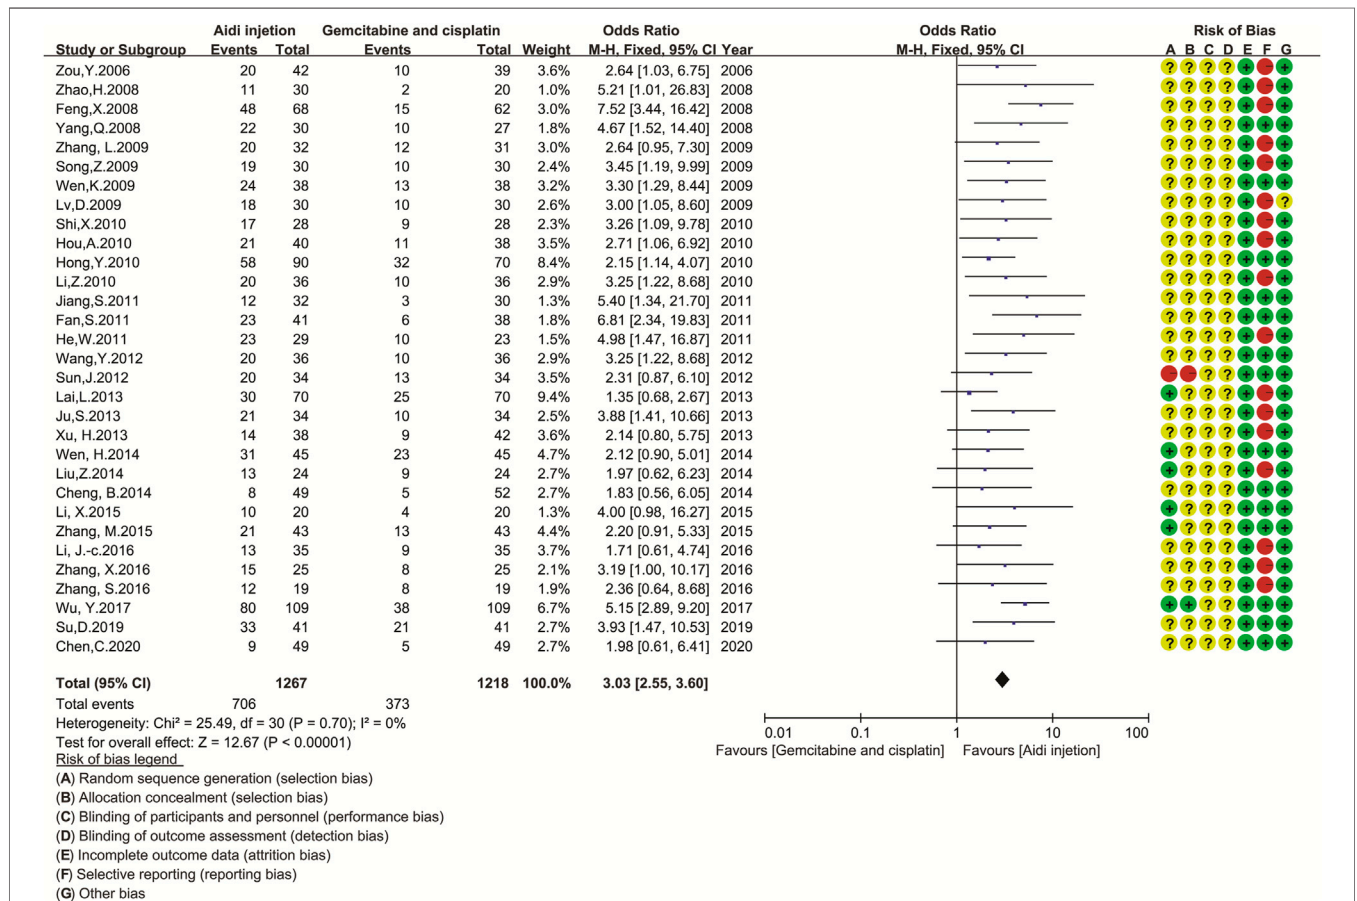 Aidi injetion Gemcitabine and cisplatin Odds Ratio Odds Ratio Risk of Bias
Study or Subgroup Events Total Events Total Weight M-H, Fixed, 95% CI Year M-H, Fixed, 95% CI A B C D E F G
Zou,Y.2006 20 42 10 39 3.6% 2.64 [1.03, 6.75] 2006 ? ? ? ? + - +
Zhao,H.2008 11 30 2 20 1.0% 5.21 [1.01, 26.83] 2008 ? ? ? ? + - +
Feng,X.2008 48 68 15 62 3.0% 7.52 [3.44, 16.42] 2008 ? ? ? ? + - +
Yang,Q.2008 22 30 10 27 1.8% 4.67 [1.52, 14.40] 2008 ? ? ? ? + + +
Zhang, L.2009 20 32 12 31 3.0% 2.64 [0.95, 7.30] 2009 ? ? ? ? + - +
Song,Z.2009 19 30 10 30 2.4% 3.45 [1.19, 9.99] 2009 ? ? ? ? + - +
Wen,K.2009 24 38 13 38 3.2% 3.30 [1.29, 8.44] 2009 ? ? ? ? + + +
Lv,D.2009 18 30 10 30 2.6% 3.00 [1.05, 8.60] 2009 ? ? ? ? + - ?
Shi,X.2010 17 28 9 28 2.3% 3.26 [1.09, 9.78] 2010 ? ? ? ? + - +
Hou,A.2010 21 40 11 38 3.5% 2.71 [1.06, 6.92] 2010 ? ? ? ? + - +
Hong,Y.2010 58 90 32 70 8.4% 2.15 [1.14, 4.07] 2010 ? ? ? ? + + +
Li,Z.2010 20 36 10 36 2.9% 3.25 [1.22, 8.68] 2010 ? ? ? ? + - +
Jiang,S.2011 12 32 3 30 1.3% 5.40 [1.34, 21.70] 2011 ? ? ? ? + + +
Fan,S.2011 23 41 6 38 1.8% 6.81 [2.34, 19.83] 2011 ? ? ? ? + + +
He,W.2011 23 29 10 23 1.5% 4.98 [1.47, 16.87] 2011 ? ? ? ? + - +
Wang,Y.2012 20 36 10 36 2.9% 3.25 [1.22, 8.68] 2012 ? ? ? ? + + +
Sun,J.2012 20 34 13 34 3.5% 2.31 [0.87, 6.10] 2012 - - ? ? + + +
Lai,L.2013 30 70 25 70 9.4% 1.35 [0.68, 2.67] 2013 + ? ? ? + - +
Ju,S.2013 21 34 10 34 2.5% 3.88 [1.41, 10.66] 2013 ? ? ? ? + - +
Xu, H.2013 14 38 9 42 3.6% 2.14 [0.80, 5.75] 2013 ? ? ? ? + - +
Wen, H.2014 31 45 23 45 4.7% 2.12 [0.90, 5.01] 2014 + ? ? ? + + +
Liu,Z.2014 13 24 9 24 2.7% 1.97 [0.62, 6.23] 2014 + ? ? ? + - +
Cheng, B.2014 8 49 5 52 2.7% 1.83 [0.56, 6.05] 2014 ? ? ? ? + + +
Li, X.2015 10 20 4 20 1.3% 4.00 [0.98, 16.27] 2015 + ? ? ? + + +
Zhang, M.2015 21 43 13 43 4.3% 2.20 [0.91, 5.33] 2015 + ? ? ? + + +
Li, J.-c.2016 13 35 9 35 3.7% 1.71 [0.61, 4.74] 2016 ? ? ? ? + - +
Zhang, X.2016 15 25 8 25 2.1% 3.19 [1.00, 10.17] 2016 ? ? ? ? + - +
Zhang, S.2016 12 19 8 19 1.9% 2.36 [0.64, 8.68] 2016 ? ? ? ? + - +
Wu, Y.2017 80 109 38 109 6.7% 5.15 [2.89, 9.20] 2017 + + ? ? + + +
Su,D.2019 33 41 21 41 2.7% 3.93 [1.47, 10.53] 2019 ? ? ? ? + + +
Chen,C.2020 9 49 5 49 2.7% 1.98 [0.61, 6.41] 2020 ? ? ? ? + + +
Total (95% CI) 1267 1218 100.0% 3.03 [2.55, 3.60]
Total events 706 373
Heterogeneity: Chi² = 25.49, df = 30 (P = 0.70); I² = 0%
Test for overall effect: Z = 12.67 (P < 0.00001)
0.01 0.1 1 10 100
Favours [Gemcitabine and cisplatin] Favours [Aidi injetion]
Risk of bias legend
(A) Random sequence generation (selection bias)
(B) Allocation concealment (selection bias)
(C) Blinding of participants and personnel (performance bias)
(D) Blinding of outcome assessment (detection bias)
(E) Incomplete outcome data (attrition bias)
(F) Selective reporting (reporting bias)
(G) Other bias